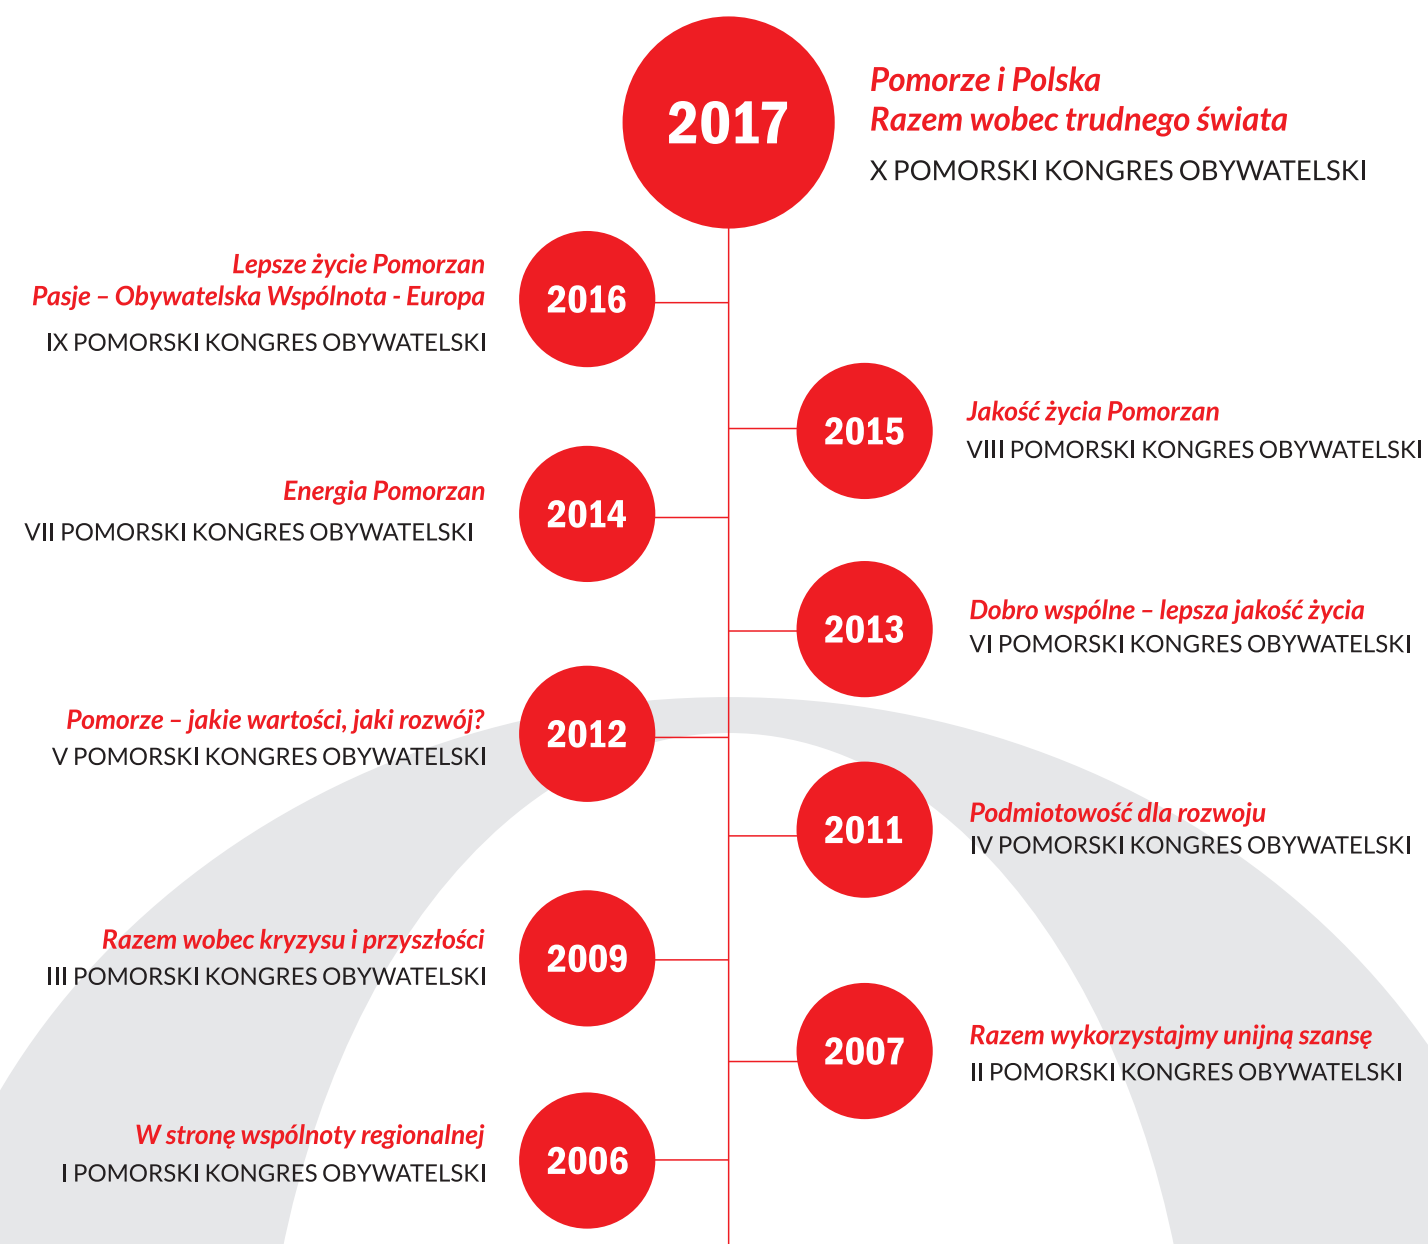 2017
Pomorze i Polska
Razem wobec trudnego świata
X POMORSKI KONGRES OBYWATELSKI
Lepsze życie Pomorzan
Pasje – Obywatelska Wspólnota - Europa
IX POMORSKI KONGRES OBYWATELSKI
2016
2015
Jakość życia Pomorzan
VIII POMORSKI KONGRES OBYWATELSKI
Energia Pomorzan
VII POMORSKI KONGRES OBYWATELSKI
2014
2013
Dobro wspólne – lepsza jakość życia
VI POMORSKI KONGRES OBYWATELSKI
Pomorze – jakie wartości, jaki rozwój?
V POMORSKI KONGRES OBYWATELSKI
2012
2011
Podmiotowość dla rozwoju
IV POMORSKI KONGRES OBYWATELSKI
Razem wobec kryzysu i przyszłości
III POMORSKI KONGRES OBYWATELSKI
2009
2007
Razem wykorzystajmy unijną szansę
II POMORSKI KONGRES OBYWATELSKI
W stronę wspólnoty regionalnej
I POMORSKI KONGRES OBYWATELSKI
2006